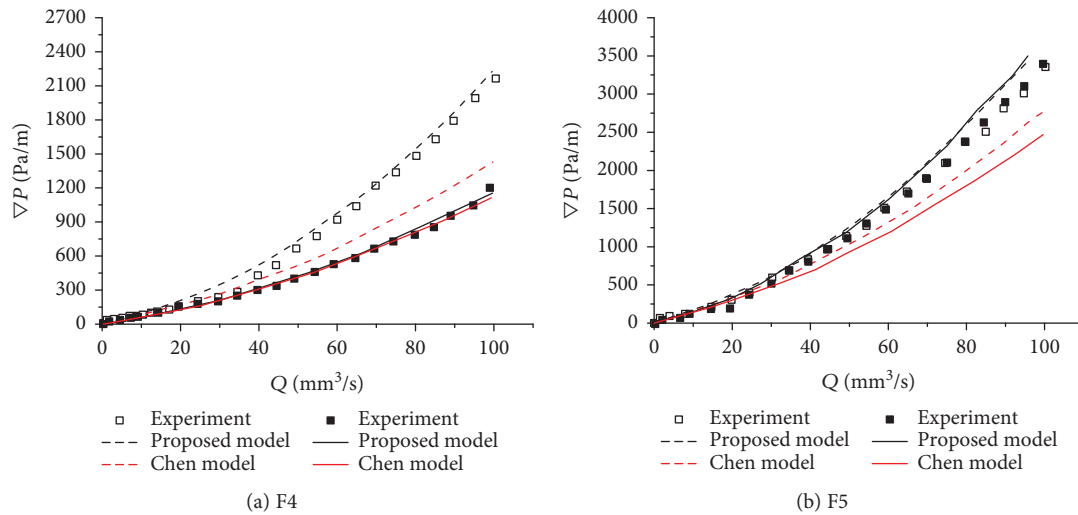 2700
2400
2100
1800
1500
1200
900
600
300
0
∇P (Pa/m)
0 20 40 60 80 100
Q (mm³/s)
Experiment Experiment
Proposed model Proposed model
Chen model Chen model
(a) F4
4000
3500
3000
2500
2000
1500
1000
500
0
∇P (Pa/m)
0 20 40 60 80 100
Q (mm³/s)
Experiment Experiment
Proposed model Proposed model
Chen model Chen model
(b) F5